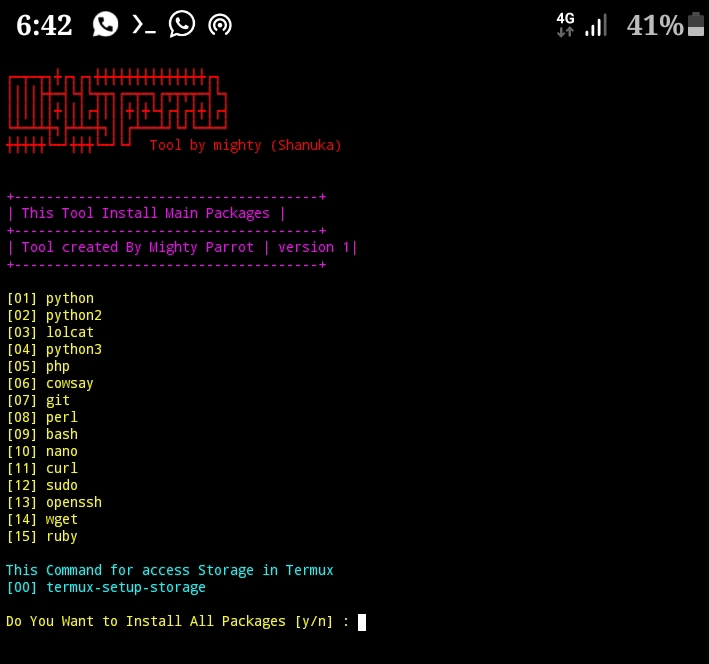 6:42 4G 41%
Tool by mighty (Shanuka)
+--------------------------------------+
| This Tool Install Main Packages |
+--------------------------------------+
| Tool created By Mighty Parrot | version 1|
+--------------------------------------+
[01] python
[02] python2
[03] lolcat
[04] python3
[05] php
[06] cowsay
[07] git
[08] perl
[09] bash
[10] nano
[11] curl
[12] sudo
[13] openssh
[14] wget
[15] ruby
This Command for access Storage in Termux
[00] termux-setup-storage
Do You Want to Install All Packages [y/n] :